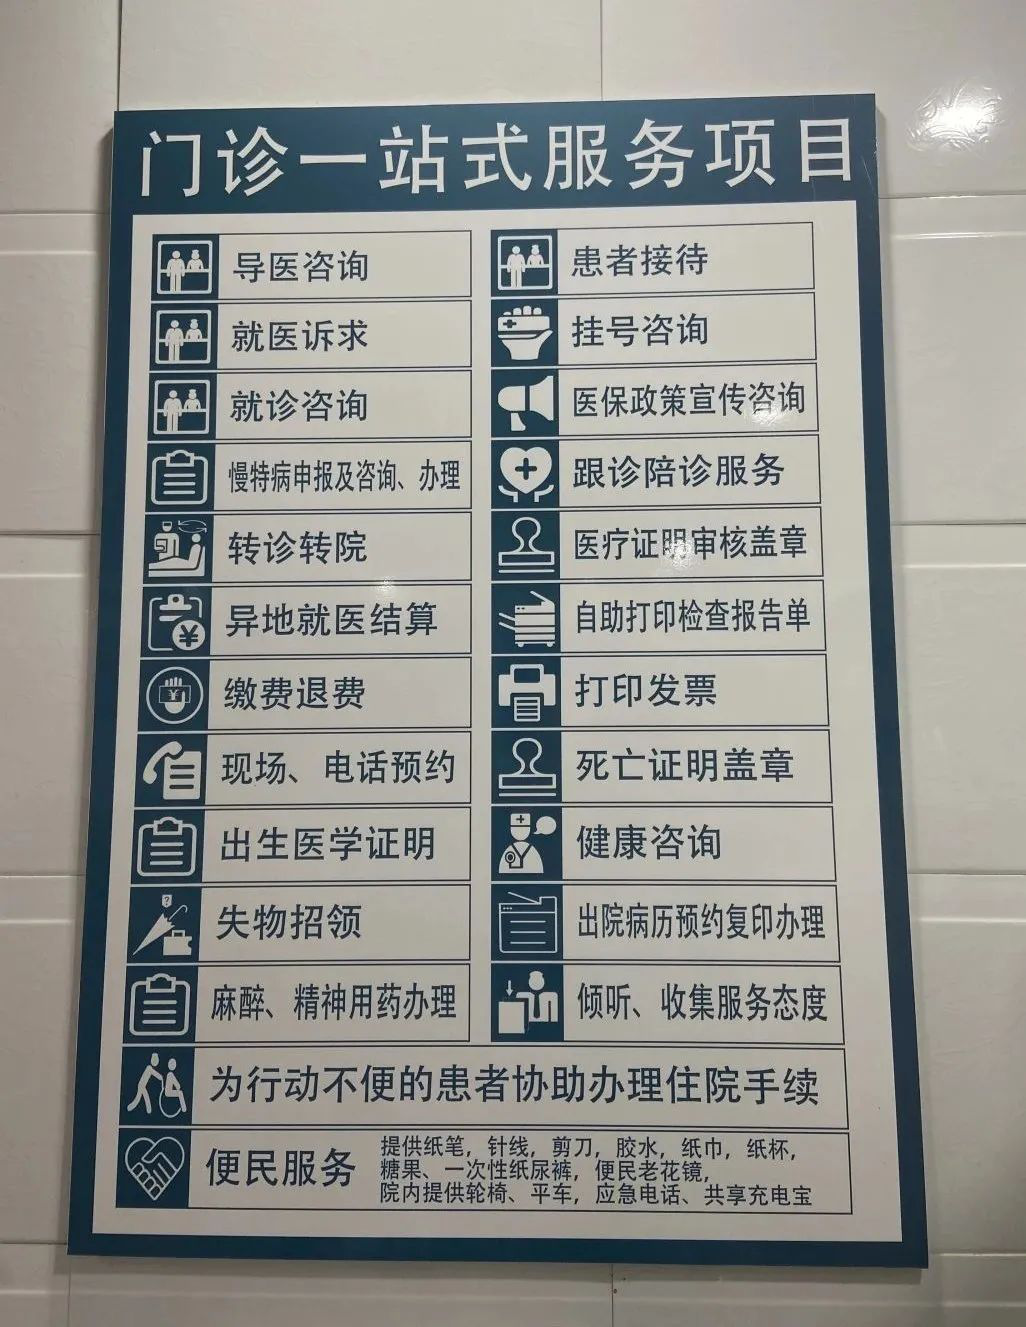 门诊一站式服务项目
导医咨询
患者接待
就医诉求
挂号咨询
就诊咨询
医保政策宣传咨询
慢特病申报及咨询、办理
跟诊陪诊服务
转诊转院
医疗证明审核盖章
异地就医结算
自助打印检查报告单
缴费退费
打印发票
现场、电话预约
死亡证明盖章
出生医学证明
健康咨询
失物招领
出院病历预约复印办理
麻醉、精神用药办理
倾听、收集服务态度
为行动不便的患者协助办理住院手续
便民服务
提供纸笔，针线，剪刀，胶水，纸巾，纸杯，
糖果、一次性纸尿裤，便民老花镜，
院内提供轮椅、平车，应急电话、共享充电宝